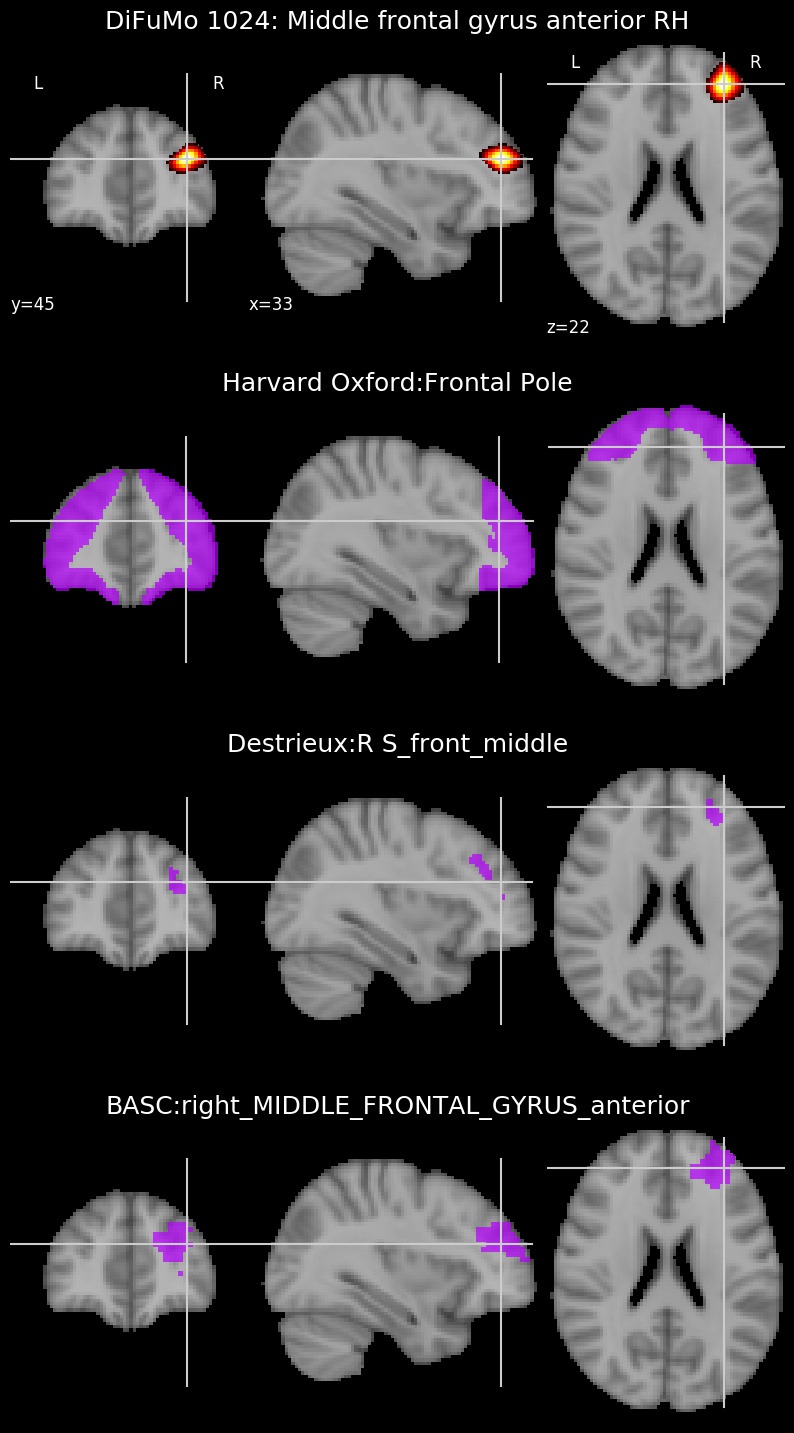 DiFuMo 1024: Middle frontal gyrus anterior RH
L R L R
y=45 x=33 z=22
Harvard Oxford:Frontal Pole
Destrieux:R S_front_middle
BASC:right_MIDDLE_FRONTAL_GYRUS_anterior